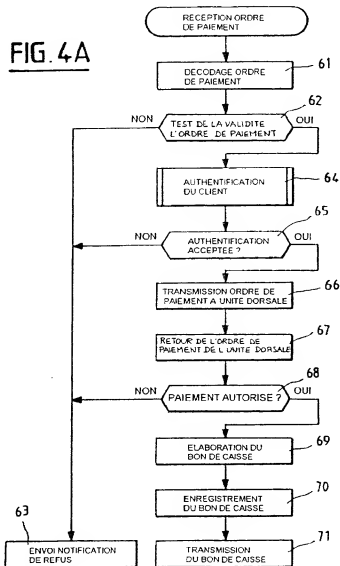 FIG. 4A
RÉCEPTION ORDRE
DE PAIEMENT
61
DECODAGE ORDRE
DE PAIEMENT
62
NON
TEST DE LA VALIDITE
L'ORDRE DE PAIEMENT
OUI
64
AUTHENTIFICATION
DU CLIENT
65
NON
AUTHENTIFICATION
ACCEPTÉE ?
OUI
TRANSMISSION ORDRE DE
PAIEMENT A UNITE DORSALE
66
RETOUR DE L'ORDRE DE
PAIEMENT DE L'UNITE DORSALE
67
68
NON
PAIEMENT AUTORISE ?
OUI
69
ELABORATION DU
BON DE CAISSE
70
ENREGISTREMENT
DU BON DE CAISSE
63
71
ENVOI NOTIFICATION
DE REFUS
TRANSMISSION
DU BON DE CAISSE